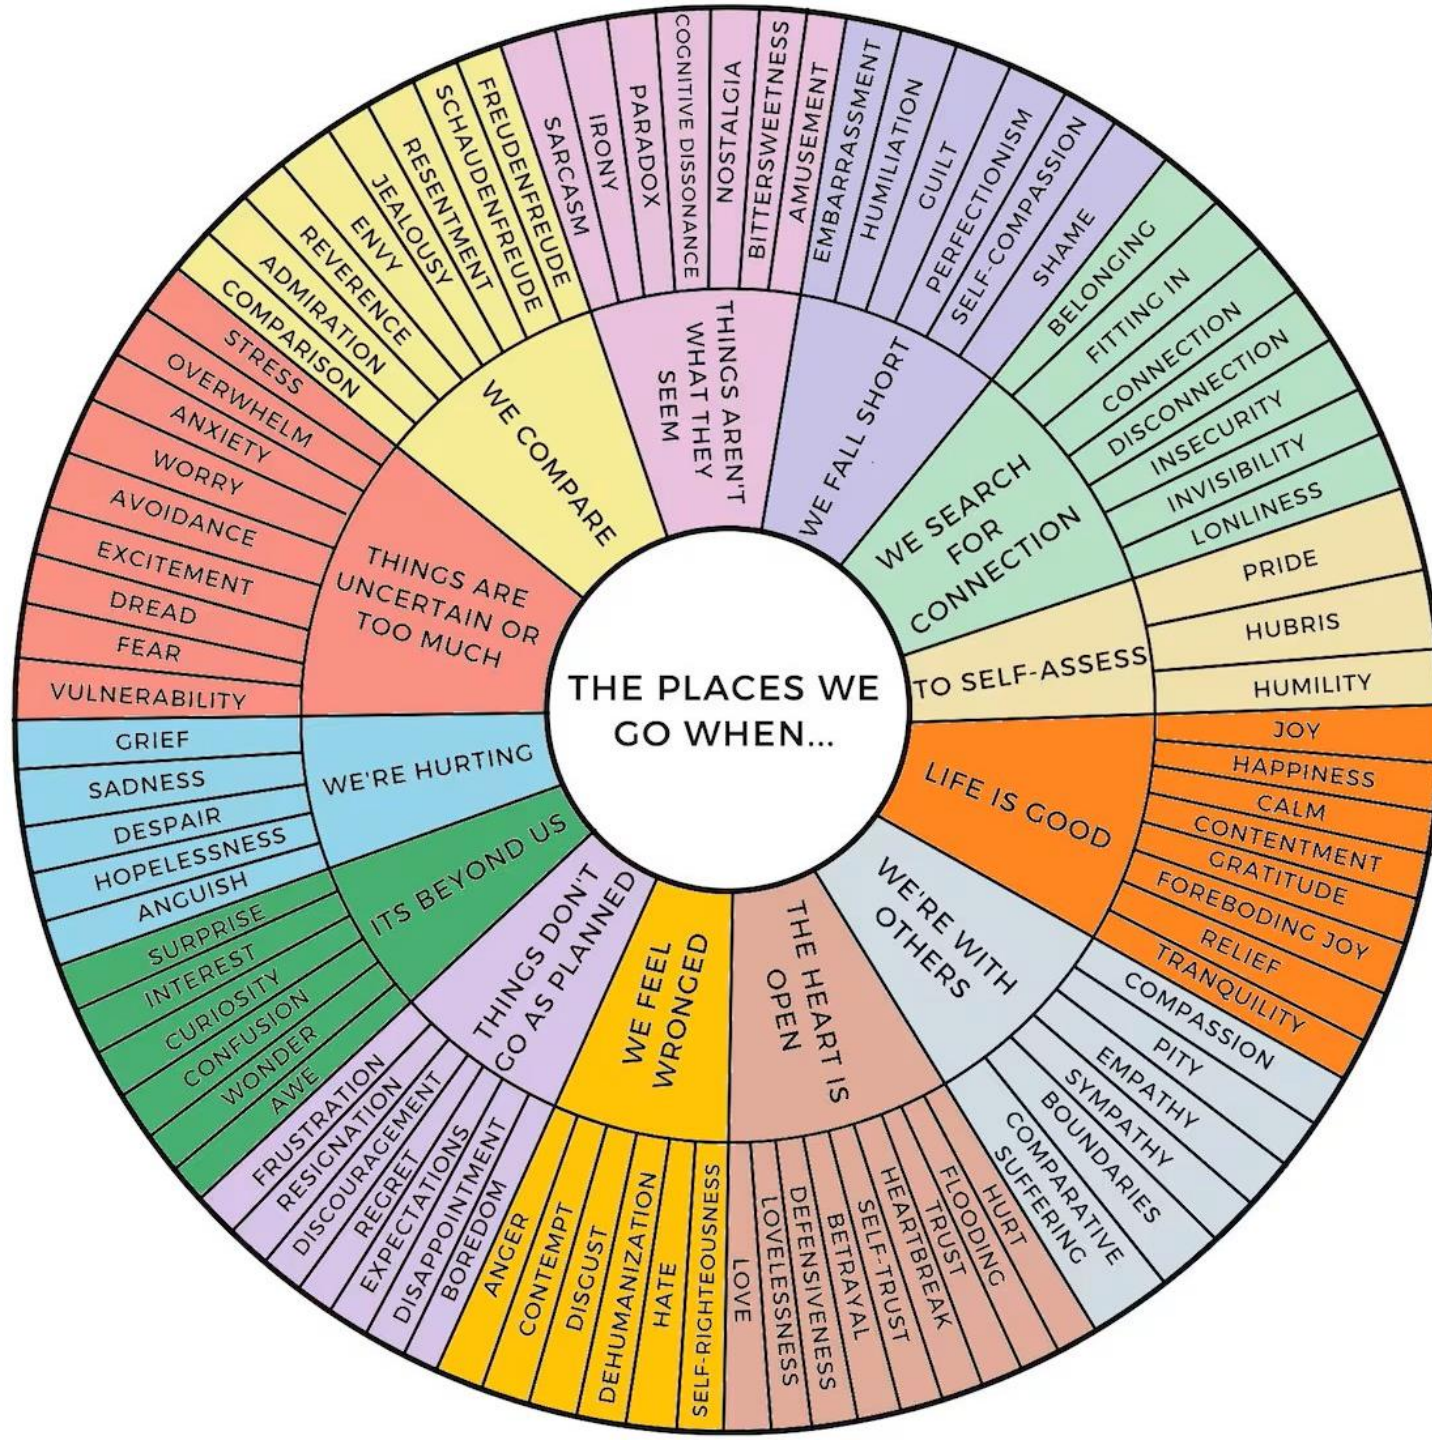 THE PLACES WE
GO WHEN...
THINGS AREN'T
WHAT THEY
SEEM
SARCASM
IRONY
PARADOX
COGNITIVE DISSONANCE
NOSTALGIA
BITTERSWEETNESS
AMUSEMENT
WE FALL SHORT
EMBARRASSMENT
HUMILIATION
GUILT
PERFECTIONISM
SELF-COMPASSION
SHAME
WE SEARCH
FOR
CONNECTION
BELONGING
FITTING IN
CONNECTION
DISCONNECTION
INSECURITY
INVISIBILITY
LONLINESS
TO SELF-ASSESS
PRIDE
HUBRIS
HUMILITY
LIFE IS GOOD
JOY
HAPPINESS
CALM
CONTENTMENT
GRATITUDE
FOREBODING JOY
RELIEF
TRANQUILITY
WE'RE WITH
OTHERS
COMPASSION
PITY
EMPATHY
SYMPATHY
BOUNDARIES
COMPARATIVE
SUFFERING
THE HEART IS
OPEN
HURT
FLOODING
TRUST
HEARTBREAK
SELF-TRUST
BETRAYAL
DEFENSIVENESS
LOVELESSNESS
LOVE
WE FEEL
WRONGED
SELF-RIGHTEOUSNESS
HATE
DEHUMANIZATION
DISGUST
CONTEMPT
ANGER
THINGS DON'T
GO AS PLANNED
BOREDOM
DISAPPOINTMENT
EXPECTATIONS
REGRET
DISCOURAGEMENT
RESIGNATION
FRUSTRATION
ITS BEYOND US
AWE
WONDER
CONFUSION
CURIOSITY
INTEREST
SURPRISE
WE'RE HURTING
ANGUISH
HOPELESSNESS
DESPAIR
SADNESS
GRIEF
THINGS ARE
UNCERTAIN OR
TOO MUCH
VULNERABILITY
FEAR
DREAD
EXCITEMENT
AVOIDANCE
WORRY
ANXIETY
OVERWHELM
STRESS
WE COMPARE
COMPARISON
ADMIRATION
REVERENCE
ENVY
JEALOUSY
RESENTMENT
SCHAUDENFREUDE
FREUDENFREUDE